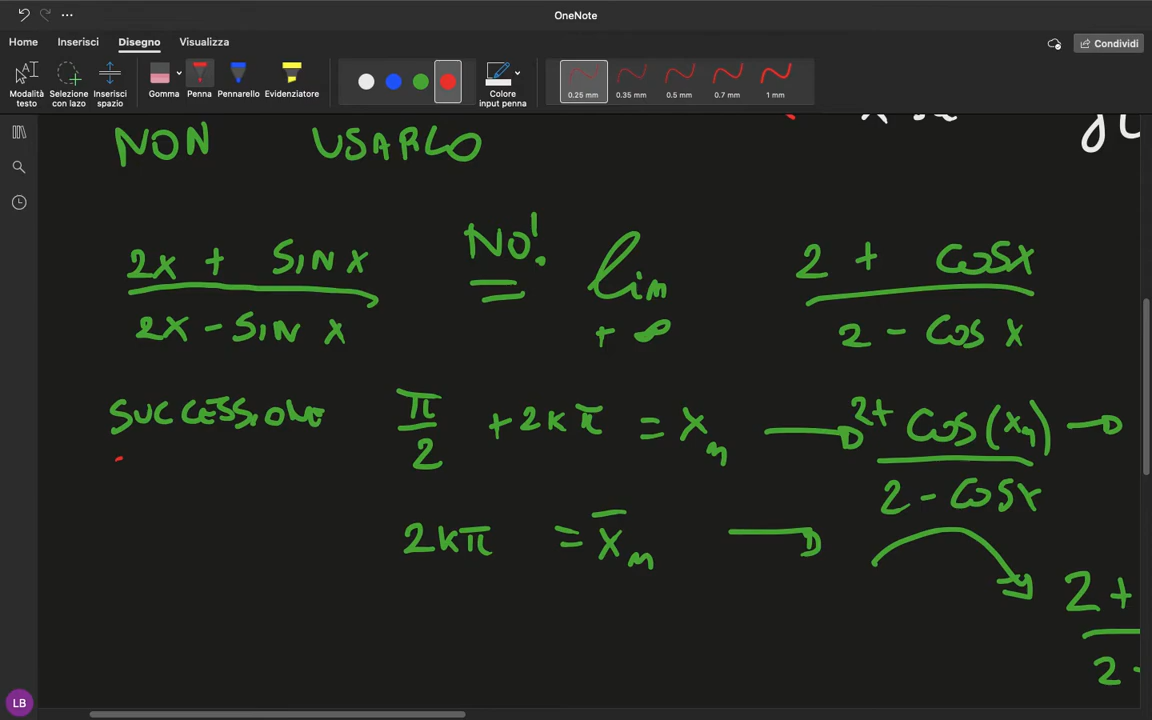 OneNote
Home Inserisci Disegno Visualizza
Condividi
Modalità testo
Selezione con lazo
Inserisci spazio
Gomma
Penna
Pennarello
Evidenziatore
Colore input penna
0.25 mm 0.35 mm 0.5 mm 0.7 mm 1 mm
NON USARLO
2x + SIN x
2x - SIN x
NO!
lim
+ ∞
2 + COSX
2 - COS X
SUCCESSIONE π/2 + 2kπ = xₙ → 2+ COS(xₙ) →
2 - COSX
2kπ = x̄ₙ →
2 +
2 -
LB